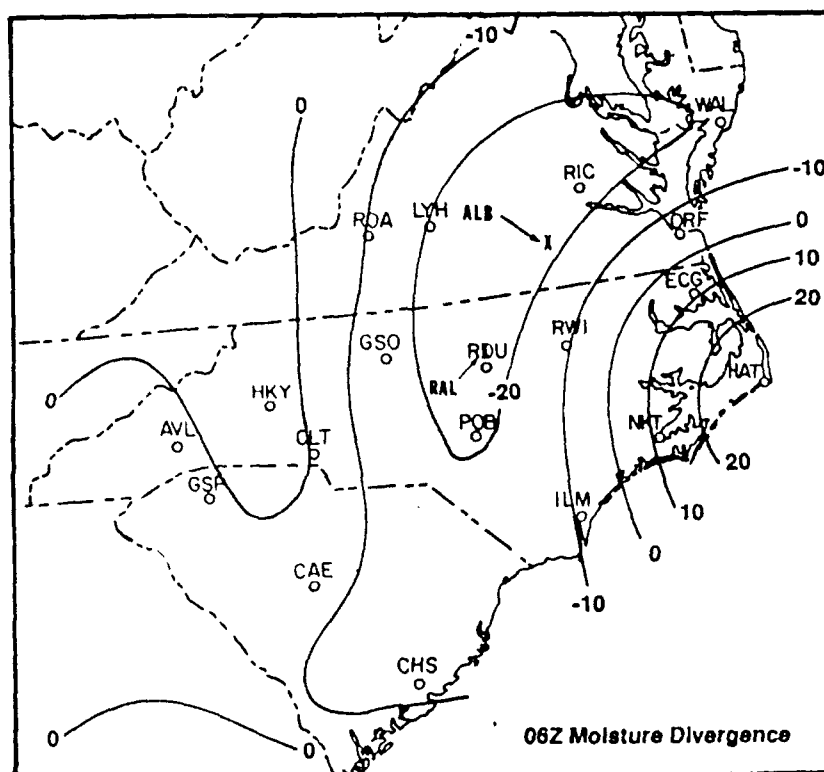 -10
0
WAL
RIC
-10
LYH
ALB
ROA
X
ORF
0
10
ECG
20
RWI
GSO
RDU
HAT
RAL
-20
0
HKY
AVL
CLT
POB
NKT
20
GSP
10
ILM
0
CAE
-10
CHS
0
0
06Z Moisture Divergence